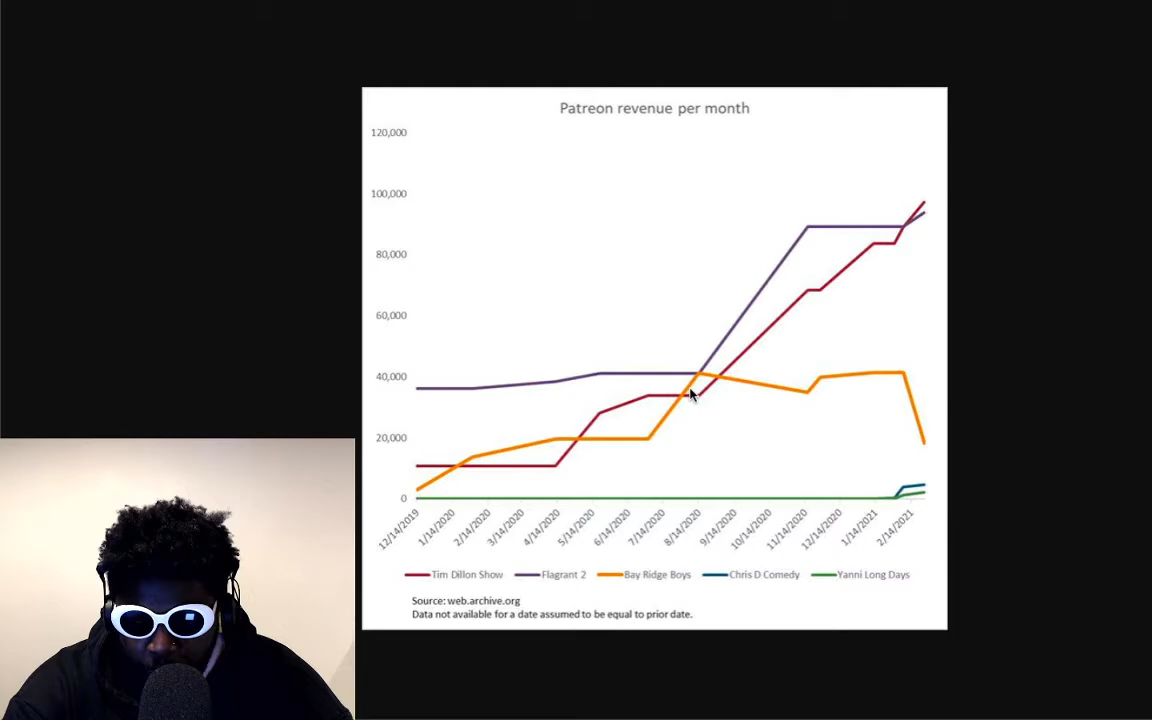 Patreon revenue per month
120,000
100,000
80,000
60,000
40,000
20,000
0
12/14/2019 1/14/2020 2/14/2020 3/14/2020 4/14/2020 5/14/2020 6/14/2020 7/14/2020 8/14/2020 9/14/2020 10/14/2020 11/14/2020 12/14/2020 1/14/2021 2/14/2021
Tim Dillon Show Flagrant 2 Bay Ridge Boys Chris D Comedy Yanni Long Days
Source: web.archive.org
Data not available for a date assumed to be equal to prior date.